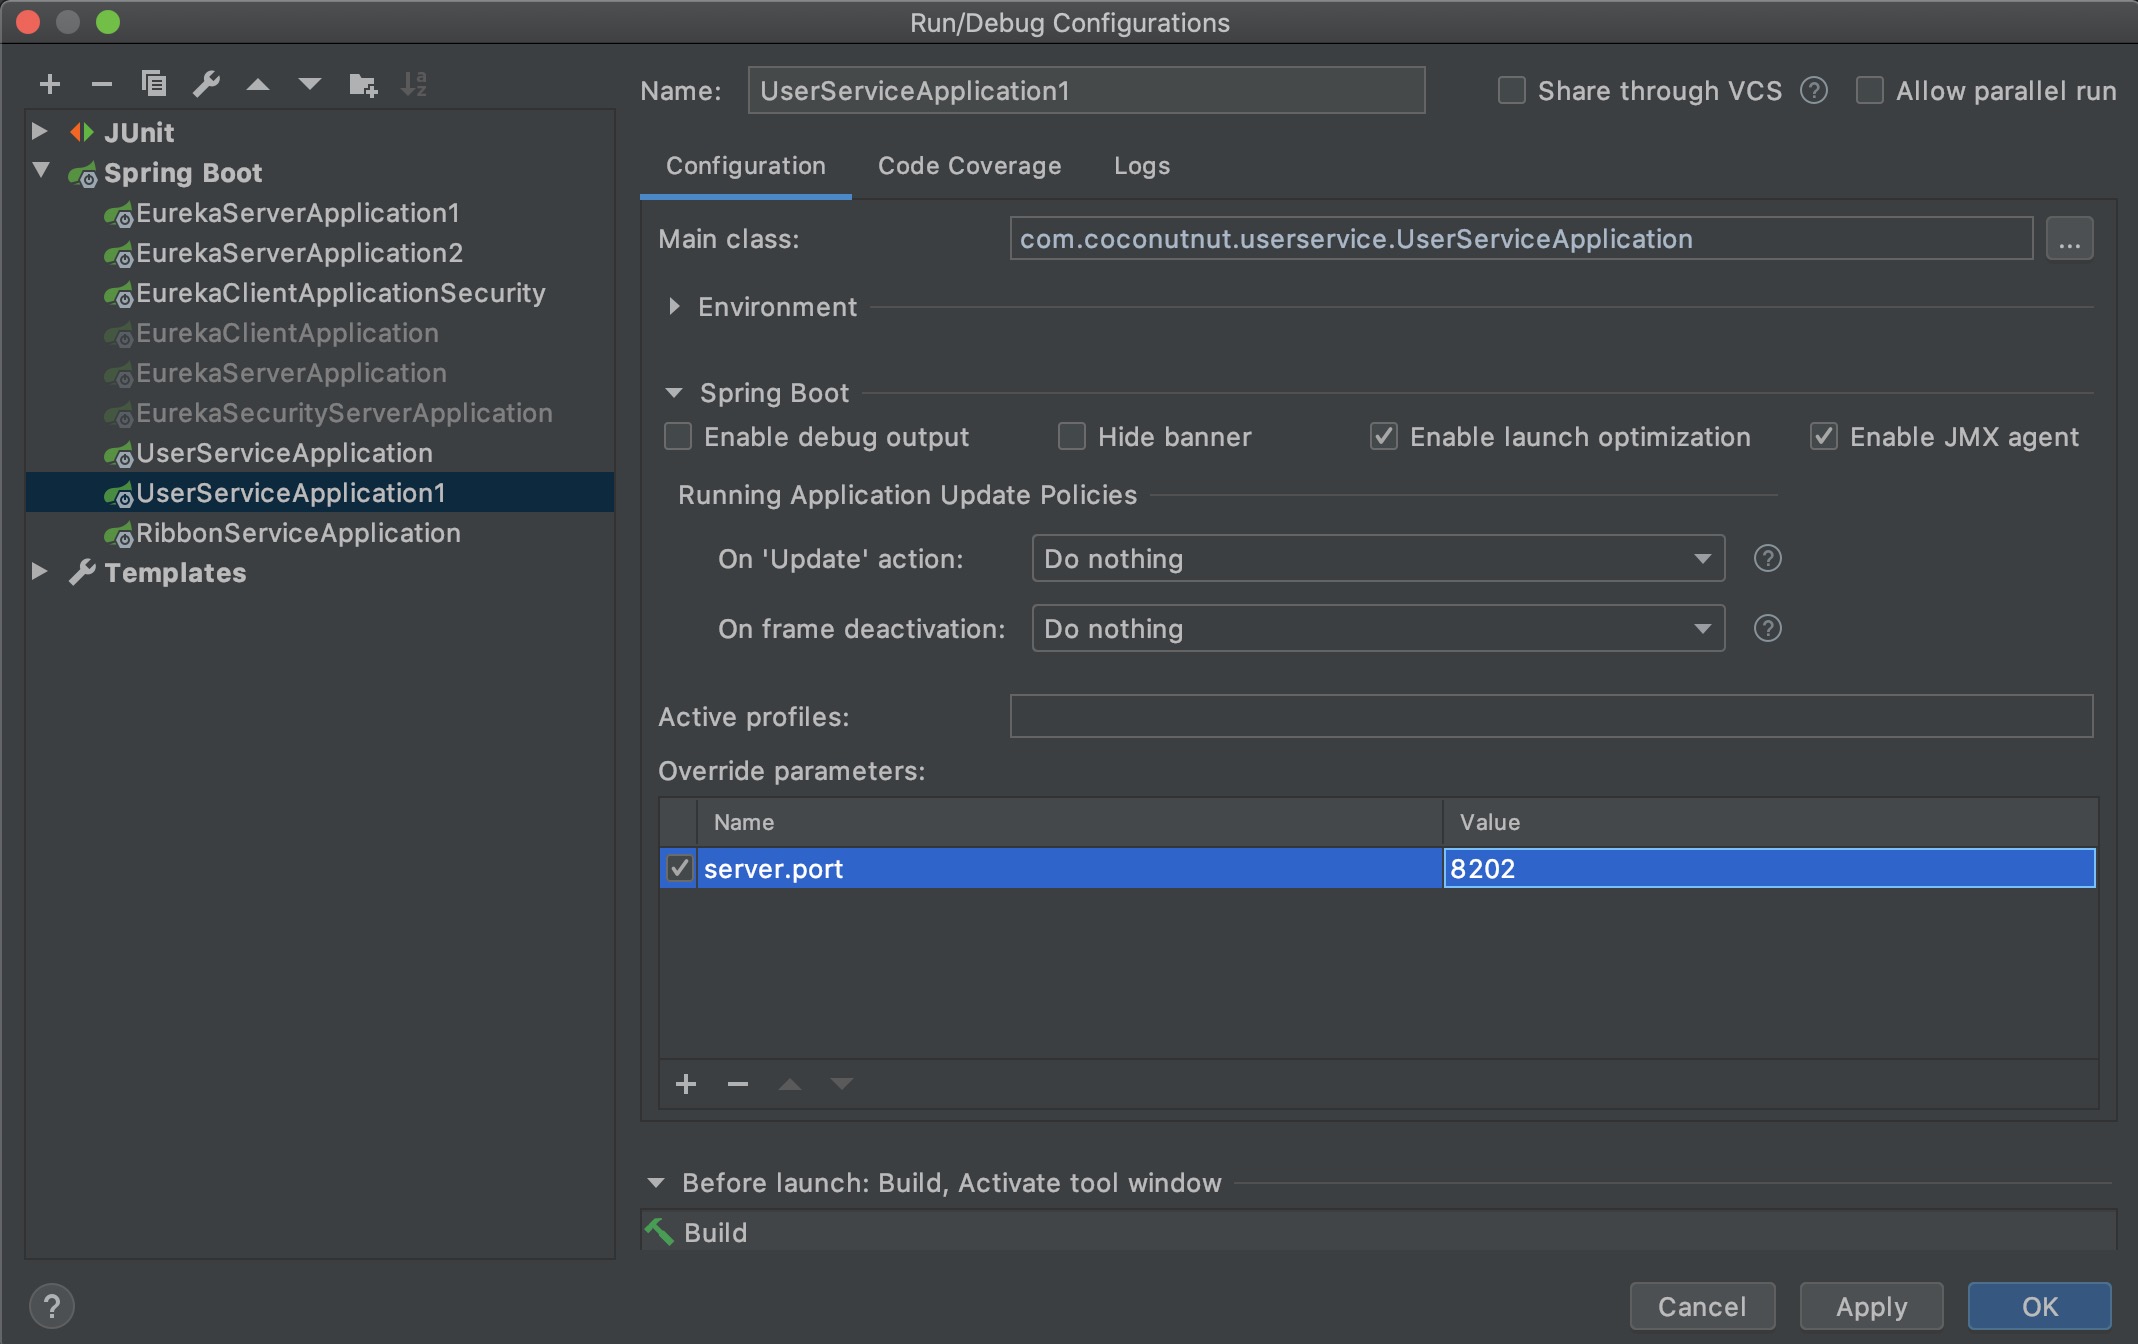 Run/Debug Configurations
Name: UserServiceApplication1
Share through VCS ? Allow parallel run
JUnit
Spring Boot
EurekaServerApplication1
EurekaServerApplication2
EurekaClientApplicationSecurity
EurekaClientApplication
EurekaServerApplication
EurekaSecurityServerApplication
UserServiceApplication
UserServiceApplication1
RibbonServiceApplication
Templates
Configuration Code Coverage Logs
Main class: com.coconutnut.userservice.UserServiceApplication ...
Environment
Spring Boot
Enable debug output Hide banner Enable launch optimization Enable JMX agent
Running Application Update Policies
On 'Update' action: Do nothing ?
On frame deactivation: Do nothing ?
Active profiles:
Override parameters:
Name Value
server.port 8202
Before launch: Build, Activate tool window
Build
? Cancel Apply OK